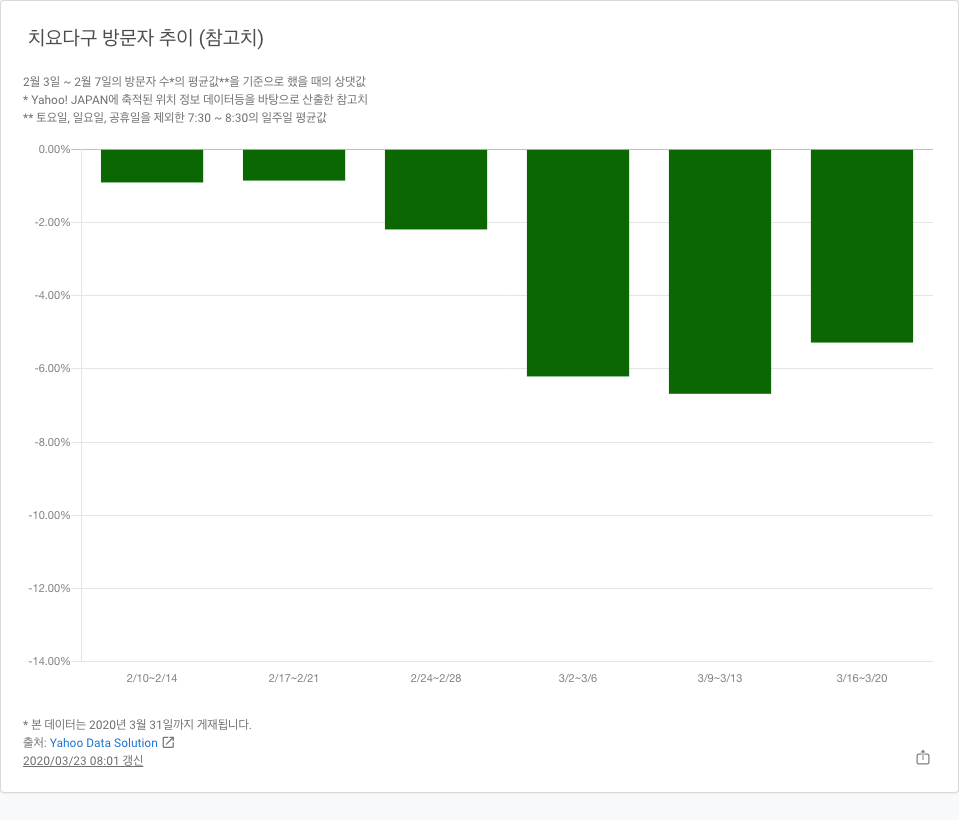 치요다구 방문자 추이 (참고치)
2월 3일 ~ 2월 7일의 방문자 수*의 평균값**을 기준으로 했을 때의 상댓값
* Yahoo! JAPAN에 축적된 위치 정보 데이터등을 바탕으로 산출한 참고치
** 토요일, 일요일, 공휴일을 제외한 7:30 ~ 8:30의 일주일 평균값
0.00%
-2.00%
-4.00%
-6.00%
-8.00%
-10.00%
-12.00%
-14.00%
2/10~2/14 2/17~2/21 2/24~2/28 3/2~3/6 3/9~3/13 3/16~3/20
* 본 데이터는 2020년 3월 31일까지 게재됩니다.
출처: Yahoo Data Solution
2020/03/23 08:01 갱신